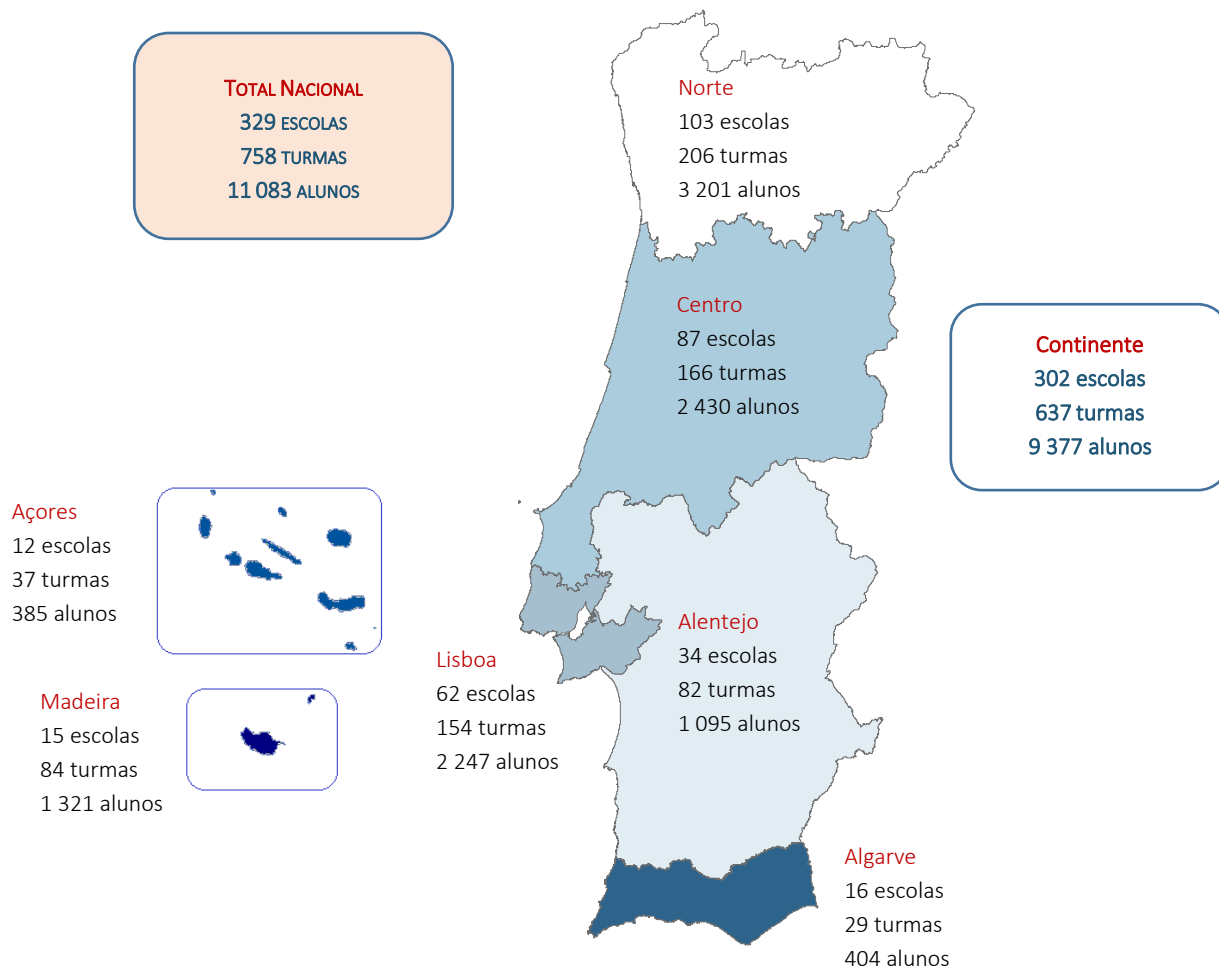 TOTAL NACIONAL
329 ESCOLAS
758 TURMAS
11 083 ALUNOS
Norte
103 escolas
206 turmas
3 201 alunos
Centro
87 escolas
166 turmas
2 430 alunos
Continente
302 escolas
637 turmas
9 377 alunos
Açores
12 escolas
37 turmas
385 alunos
Madeira
15 escolas
84 turmas
1 321 alunos
Lisboa
62 escolas
154 turmas
2 247 alunos
Alentejo
34 escolas
82 turmas
1 095 alunos
Algarve
16 escolas
29 turmas
404 alunos